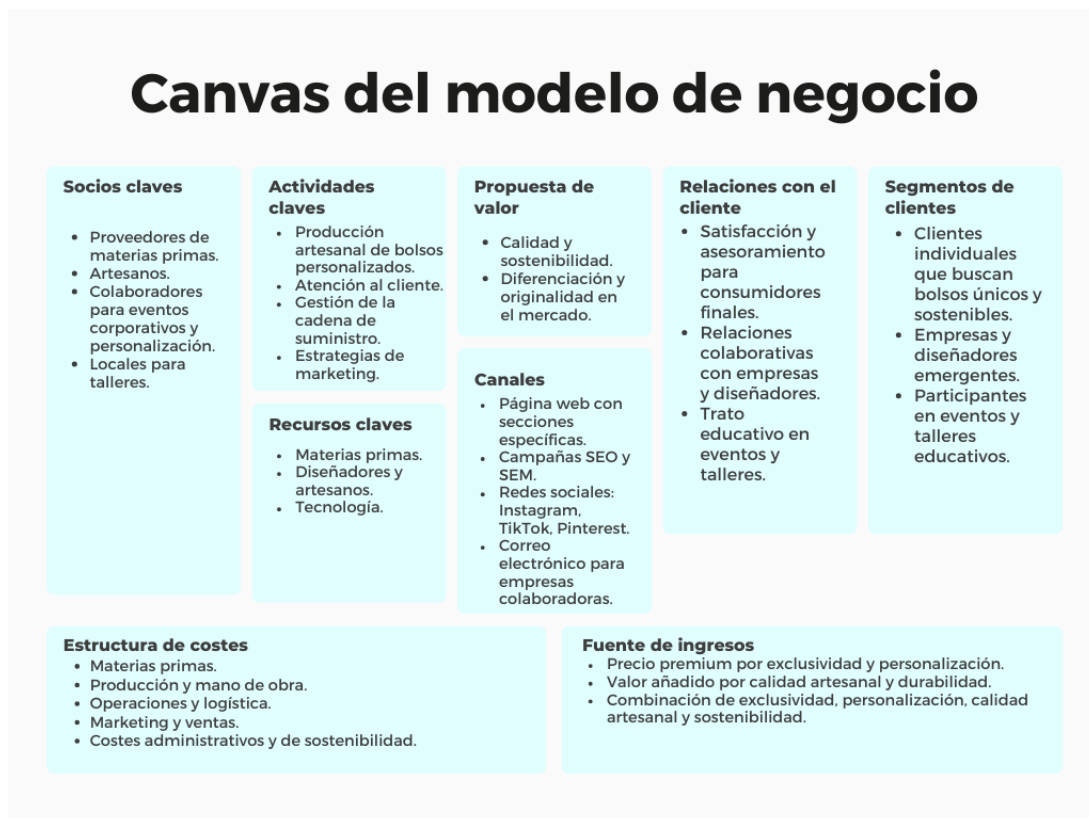 Canvas del modelo de negocio
Socios claves
• Proveedores de
materias primas.
• Artesanos.
• Colaboradores
para eventos
corporativos y
personalización.
• Locales para
talleres.
Actividades
claves
• Producción
artesanal de bolsos
personalizados.
• Atención al cliente.
• Gestión de la
cadena de
suministro.
• Estrategias de
marketing.
Recursos claves
• Materias primas.
• Diseñadores y
artesanos.
• Tecnología.
Propuesta de
valor
• Calidad y
sostenibilidad.
• Diferenciación y
originalidad en
el mercado.
Canales
• Página web con
secciones
específicas.
• Campañas SEO y
SEM.
• Redes sociales:
Instagram,
TikTok, Pinterest.
• Correo
electrónico para
empresas
colaboradoras.
Relaciones con el
cliente
• Satisfacción y
asesoramiento
para
consumidores
finales.
• Relaciones
colaborativas
con empresas
y diseñadores.
• Trato
educativo en
eventos y
talleres.
Segmentos de
clientes
• Clientes
individuales
que buscan
bolsos únicos y
sostenibles.
• Empresas y
diseñadores
emergentes.
• Participantes
en eventos y
talleres
educativos.
Estructura de costes
• Materias primas.
• Producción y mano de obra.
• Operaciones y logística.
• Marketing y ventas.
• Costes administrativos y de sostenibilidad.
Fuente de ingresos
• Precio premium por exclusividad y personalización.
• Valor añadido por calidad artesanal y durabilidad.
• Combinación de exclusividad, personalización, calidad
artesanal y sostenibilidad.